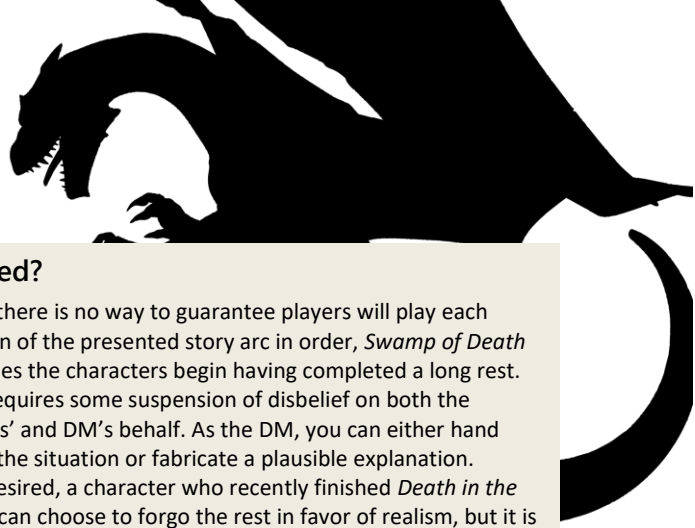 ed?
there is no way to guarantee players will play each
n of the presented story arc in order, Swamp of Death
es the characters begin having completed a long rest.
equires some suspension of disbelief on both the
s' and DM's behalf. As the DM, you can either hand
the situation or fabricate a plausible explanation.
esired, a character who recently finished Death in the
can choose to forgo the rest in favor of realism, but it is